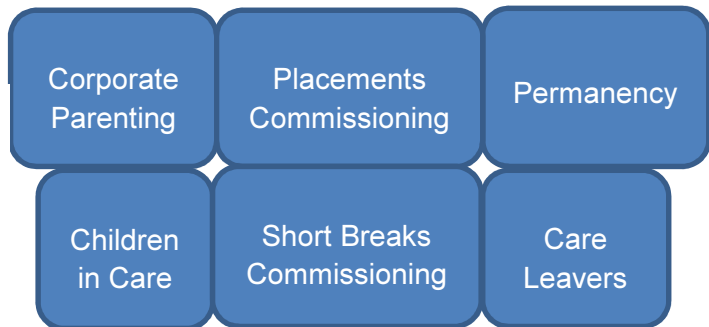 Corporate
Parenting
Placements
Commissioning
Permanency
Children
in Care
Short Breaks
Commissioning
Care
Leavers